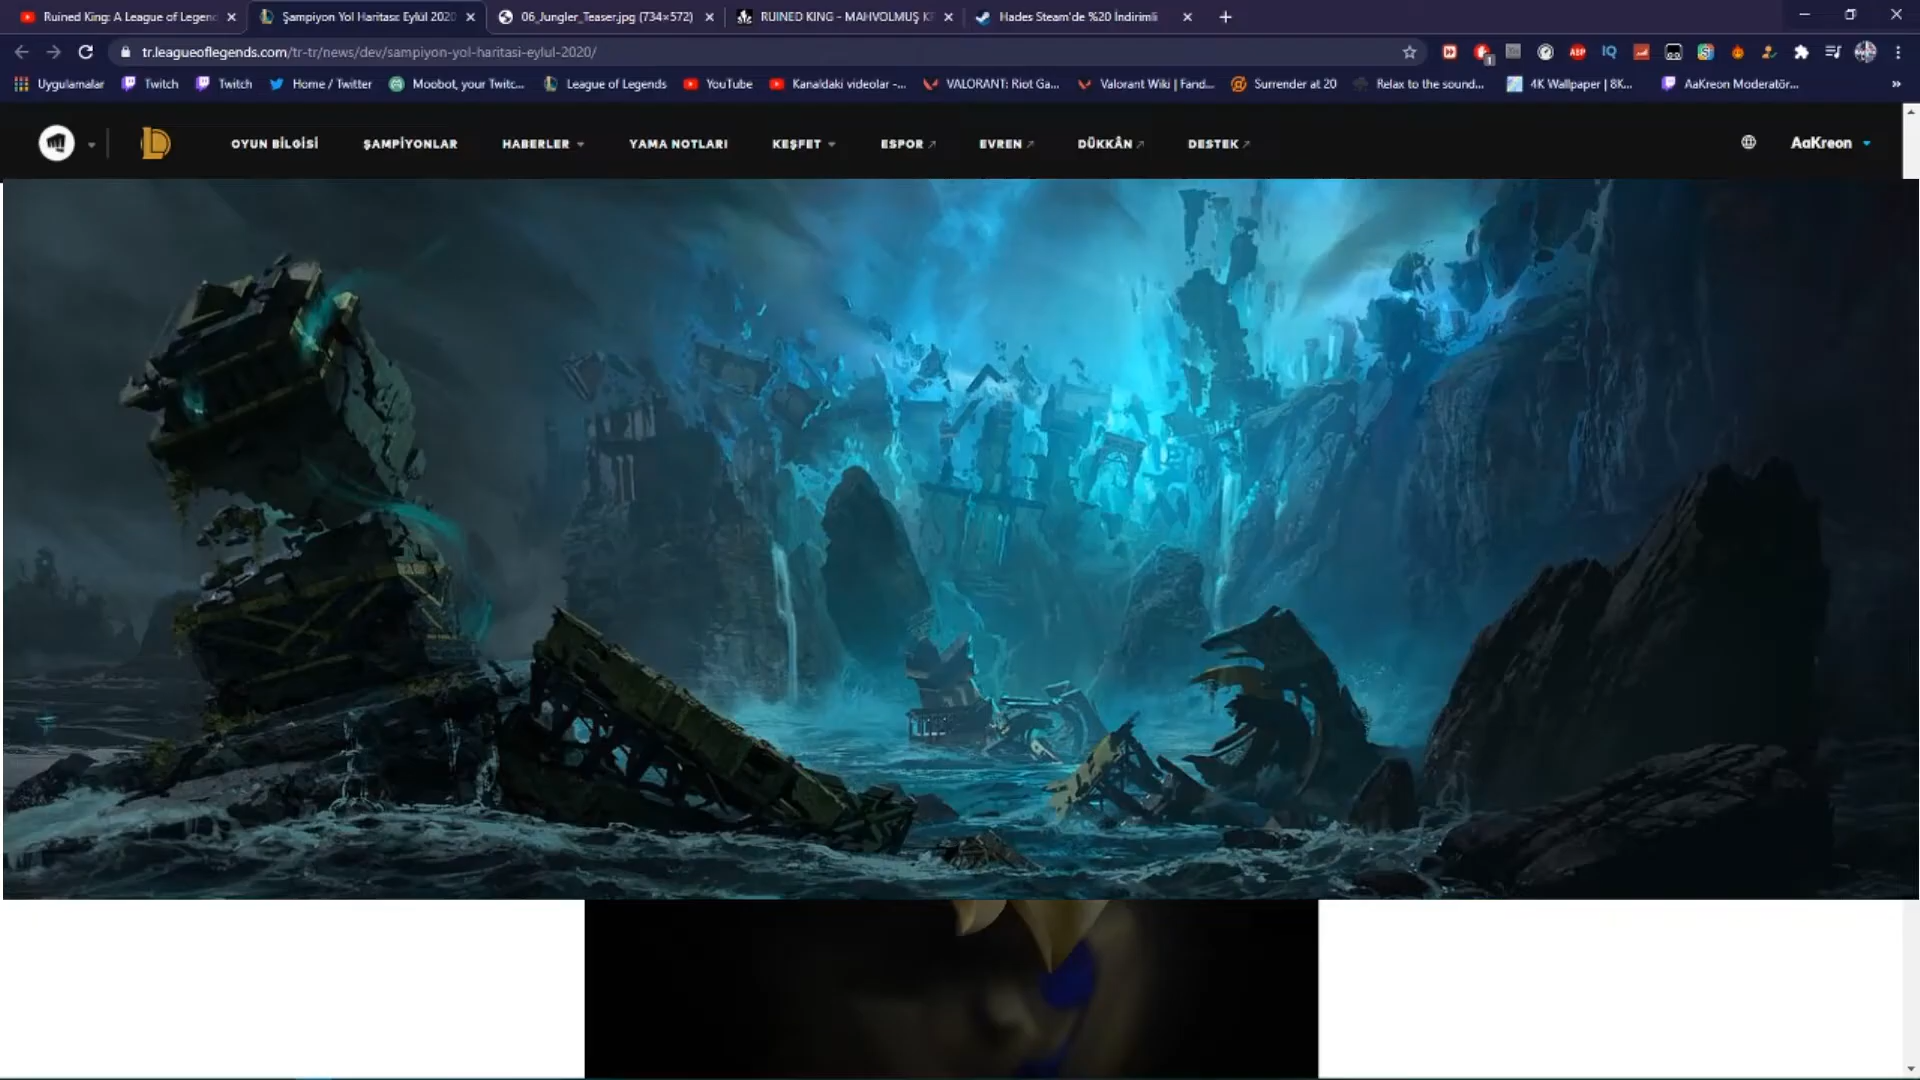 Ruined King: A League of Legen
Şampiyon Yol Haritası: Eylül 2020
06_Jungler_Teaser.jpg (734×572)
RUINED KING - MAHVOLMUŞ K
Hades Steam'de %20 İndirimli
tr.leagueoflegends.com/tr-tr/news/dev/sampiyon-yol-haritasi-eylul-2020/
Uygulamalar
Twitch
Twitch
Home / Twitter
Moobot, your Twitc...
League of Legends
YouTube
Kanaldaki videolar -...
VALORANT: Riot Ga...
Valorant Wiki | Fand...
Surrender at 20
Relax to the sound...
4K Wallpaper | 8K...
AaKreon Moderatör...
OYUN BİLGİSİ
ŞAMPİYONLAR
HABERLER
YAMA NOTLARI
KEŞFET
ESPOR
EVREN
DÜKKÂN
DESTEK
AaKreon